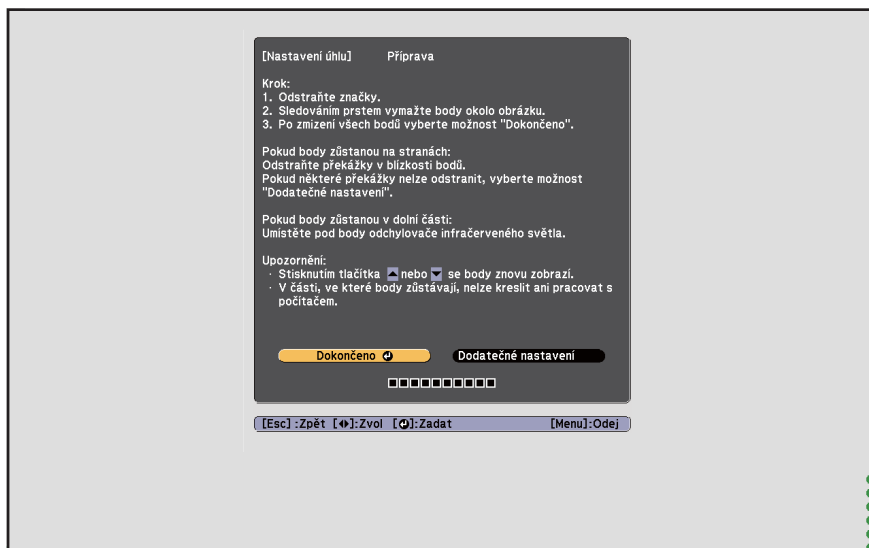 [Nastavení úhlu] Příprava
Krok:
1. Odstraňte značky.
2. Sledováním prstem vymažte body okolo obrázku.
3. Po zmizení všech bodů vyberte možnost "Dokončeno".
Pokud body zůstanou na stranách:
Odstraňte překážky v blízkosti bodů.
Pokud některé překážky nelze odstranit, vyberte možnost
"Dodatečné nastavení".
Pokud body zůstanou v dolní části:
Umístěte pod body odchylovače infračerveného světla.
Upozornění:
· Stisknutím tlačítka ▲ nebo ▼ se body znovu zobrazí.
· V části, ve které body zůstávají, nelze kreslit ani pracovat s
počítačem.
Dokončeno Dodatečné nastavení
[Esc] :Zpět [◆]:Zvol [↵]:Zadat [Menu]:Odej